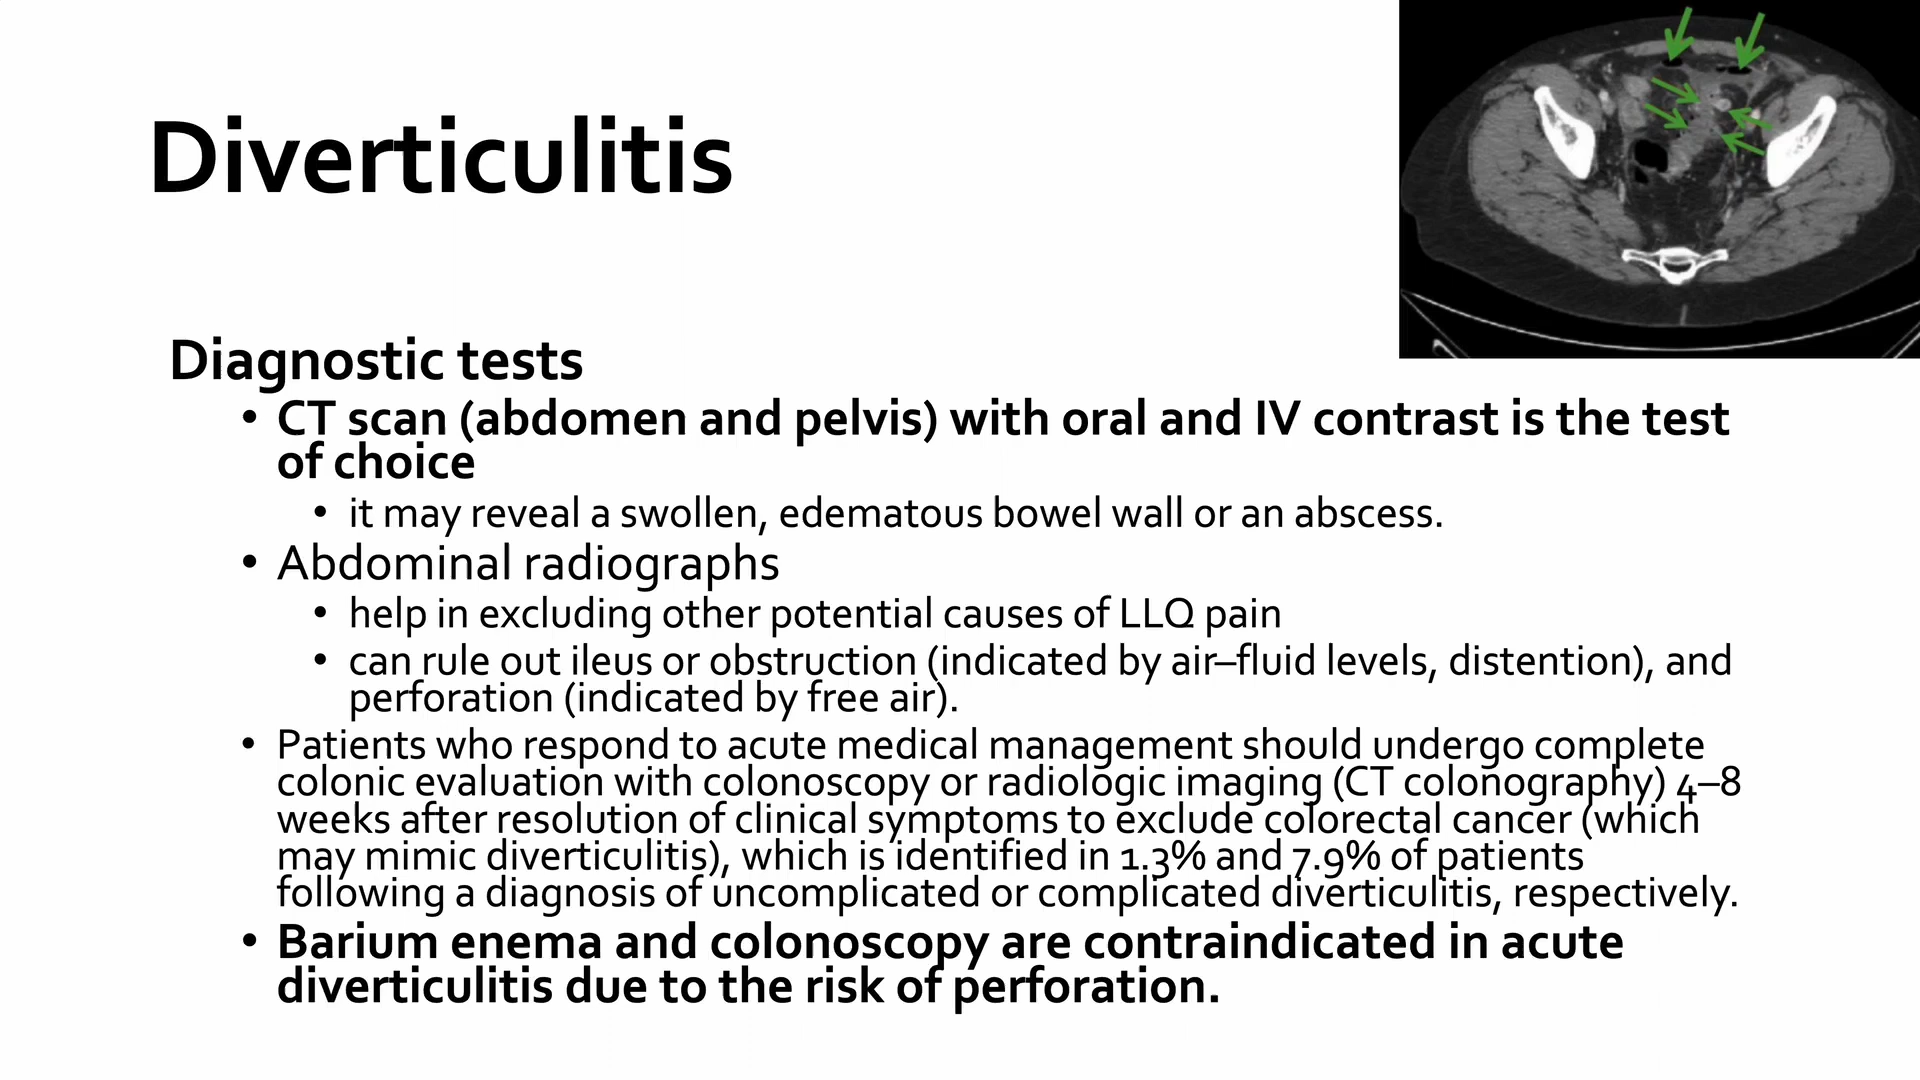 Diverticulitis
Diagnostic tests
• CT scan (abdomen and pelvis) with oral and IV contrast is the test
of choice
• it may reveal a swollen, edematous bowel wall or an abscess.
• Abdominal radiographs
• help in excluding other potential causes of LLQ pain
• can rule out ileus or obstruction (indicated by air–fluid levels, distention), and
perforation (indicated by free air).
• Patients who respond to acute medical management should undergo complete
colonic evaluation with colonoscopy or radiologic imaging (CT colonography) 4–8
weeks after resolution of clinical symptoms to exclude colorectal cancer (which
may mimic diverticulitis), which is identified in 1.3% and 7.9% of patients
following a diagnosis of uncomplicated or complicated diverticulitis, respectively.
• Barium enema and colonoscopy are contraindicated in acute
diverticulitis due to the risk of perforation.